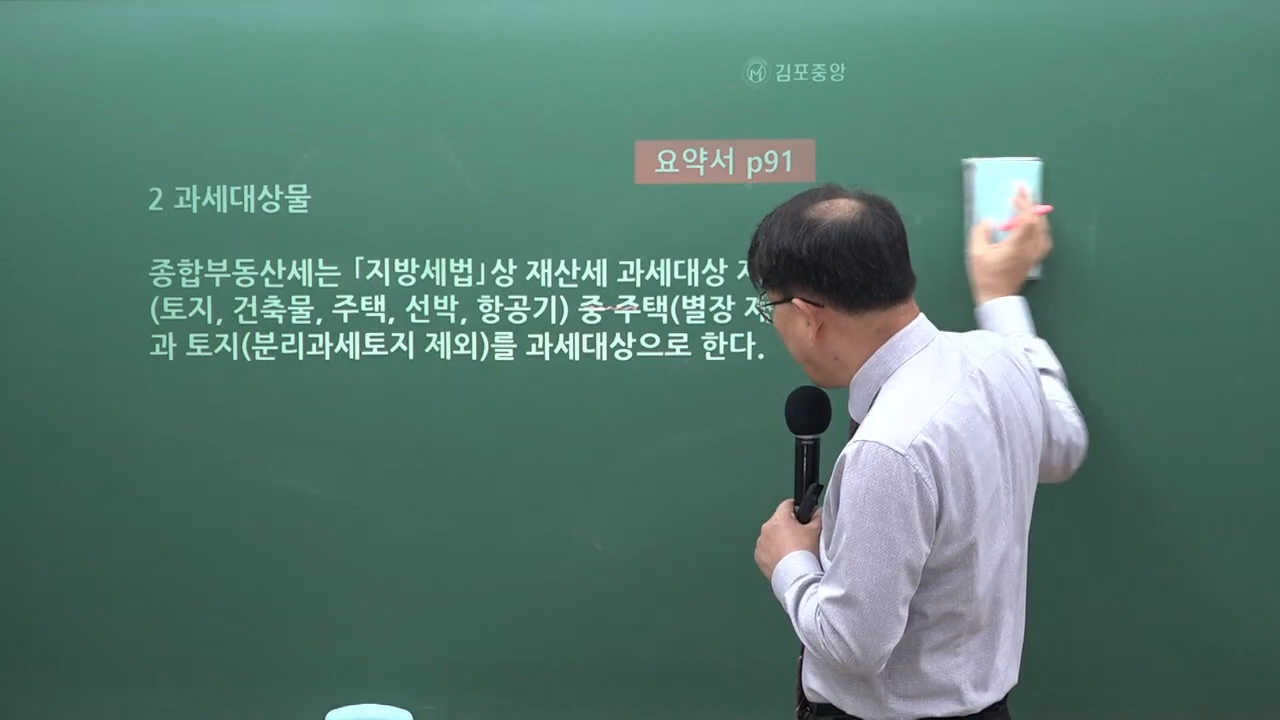 김포중앙
요약서 p91
2 과세대상물
종합부동산세는 ｢지방세법｣상 재산세 과세대상
(토지, 건축물, 주택, 선박, 항공기) 중 주택(별장
과 토지(분리과세토지 제외)를 과세대상으로 한다.